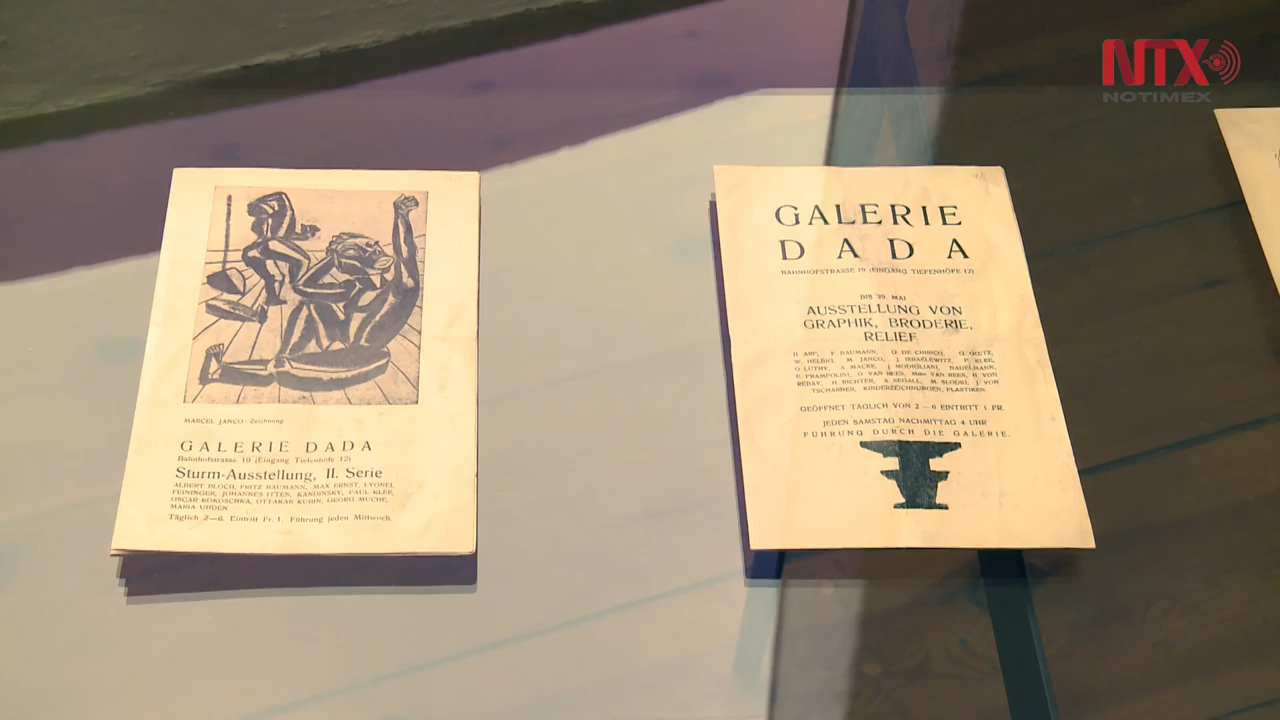 NTX
NOTIMEX
MARCEL JANCO: Zeichnung
GALERIE DADA
Bahnhofstrasse 19 (Eingang Tiefenhöfe 12)
Sturm-Ausstellung, II. Serie
ALBERT BLOCH, FRITZ BAUMANN, MAX ERNST, LYONEL
FEININGER, JOHANNES ITTEN, KANDINSKY, PAUL KLEE,
OSCAR KOKOSCHKA, OTTAKAR KUBIN, GEORG MUCHE,
MARIA UHDEN
Täglich 2—6. Eintritt Fr. 1. Führung jeden Mittwoch.
GALERIE
DADA
BAHNHOFSTRASSE 19 (EINGANG TIEFENHÖFE 12)
BIS 29. MAI
AUSSTELLUNG VON
GRAPHIK, BRODERIE,
RELIEF
H. ARP, F. BAUMANN, G. DE CHIRICO, G. GOETZ,
W. HELBIG, M. JANCO, J. ISRAELEWITZ, P. KLEE,
O. LÜTHY, A. MACKE, J. MODIGLIANI, NADELMANN,
E. PRAMPOLINI, O. VAN REES, Mme VAN REES, H. VON
REBAY, H. RICHTER, A. SEGALL, M. SLODKI, J. VON
TSCHARNER, KINDERZEICHNUNGEN, PLASTIKEN.
GEÖFFNET TÄGLICH VON 2—6 EINTRITT 1 FR.
JEDEN SAMSTAG NACHMITTAG 4 UHR
FÜHRUNG DURCH DIE GALERIE.